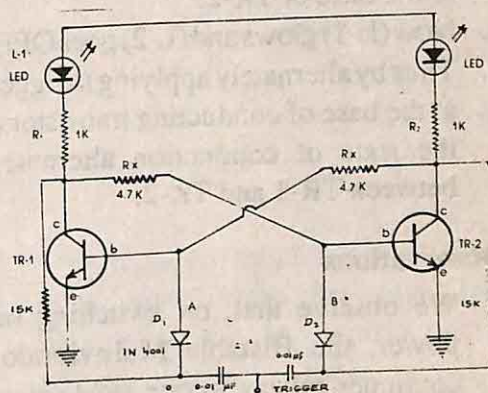 L-1
LED
LED
R.
1K
R2
1K
Rx
4.7K
Rx
4.7K
c
TR-1
b
e
15K
c
b
TR-2
e
15K
A
D1
IN 4001
B
D2
0.01 µF
0.01µF
TRIGGER